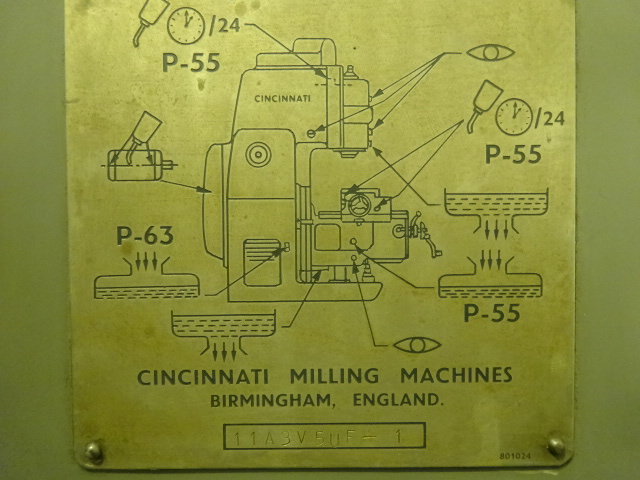 /24
P-55
CINCINNATI
/24
P-55
P-63
P-55
CINCINNATI MILLING MACHINES
BIRMINGHAM, ENGLAND.
801024